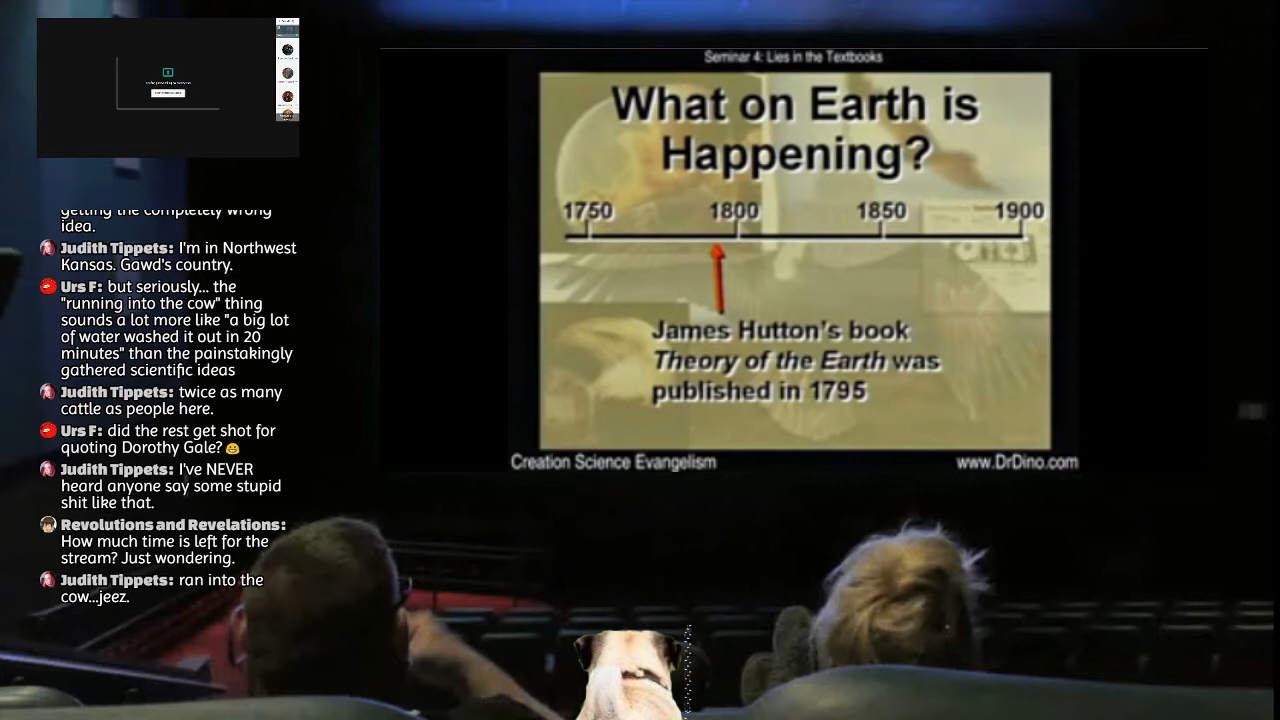 getting the completely wrong
idea.
Judith Tippets: I'm in Northwest
Kansas. Gawd's country.
Urs F: but seriously... the
"running into the cow" thing
sounds a lot more like "a big lot
of water washed it out in 20
minutes" than the painstakingly
gathered scientific ideas
Judith Tippets: twice as many
cattle as people here.
Urs F: did the rest get shot for
quoting Dorothy Gale? 😀
Judith Tippets: I've NEVER
heard anyone say some stupid
shit like that.
Revolutions and Revelations:
How much time is left for the
stream? Just wondering.
Judith Tippets: ran into the
cow...jeez.
Seminar 4: Lies in the Textbooks
What on Earth is
Happening?
1750 1800 1850 1900
James Hutton's book
Theory of the Earth was
published in 1795
Creation Science Evangelism www.DrDino.com